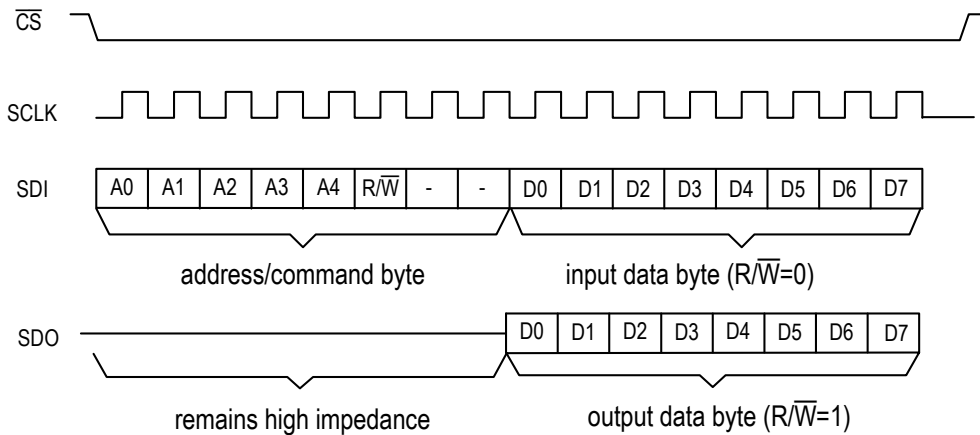 C̅S̅
SCLK
SDI A0 A1 A2 A3 A4 R/W̅ - - D0 D1 D2 D3 D4 D5 D6 D7
address/command byte input data byte (R/W̅=0)
SDO D0 D1 D2 D3 D4 D5 D6 D7
remains high impedance output data byte (R/W̅=1)